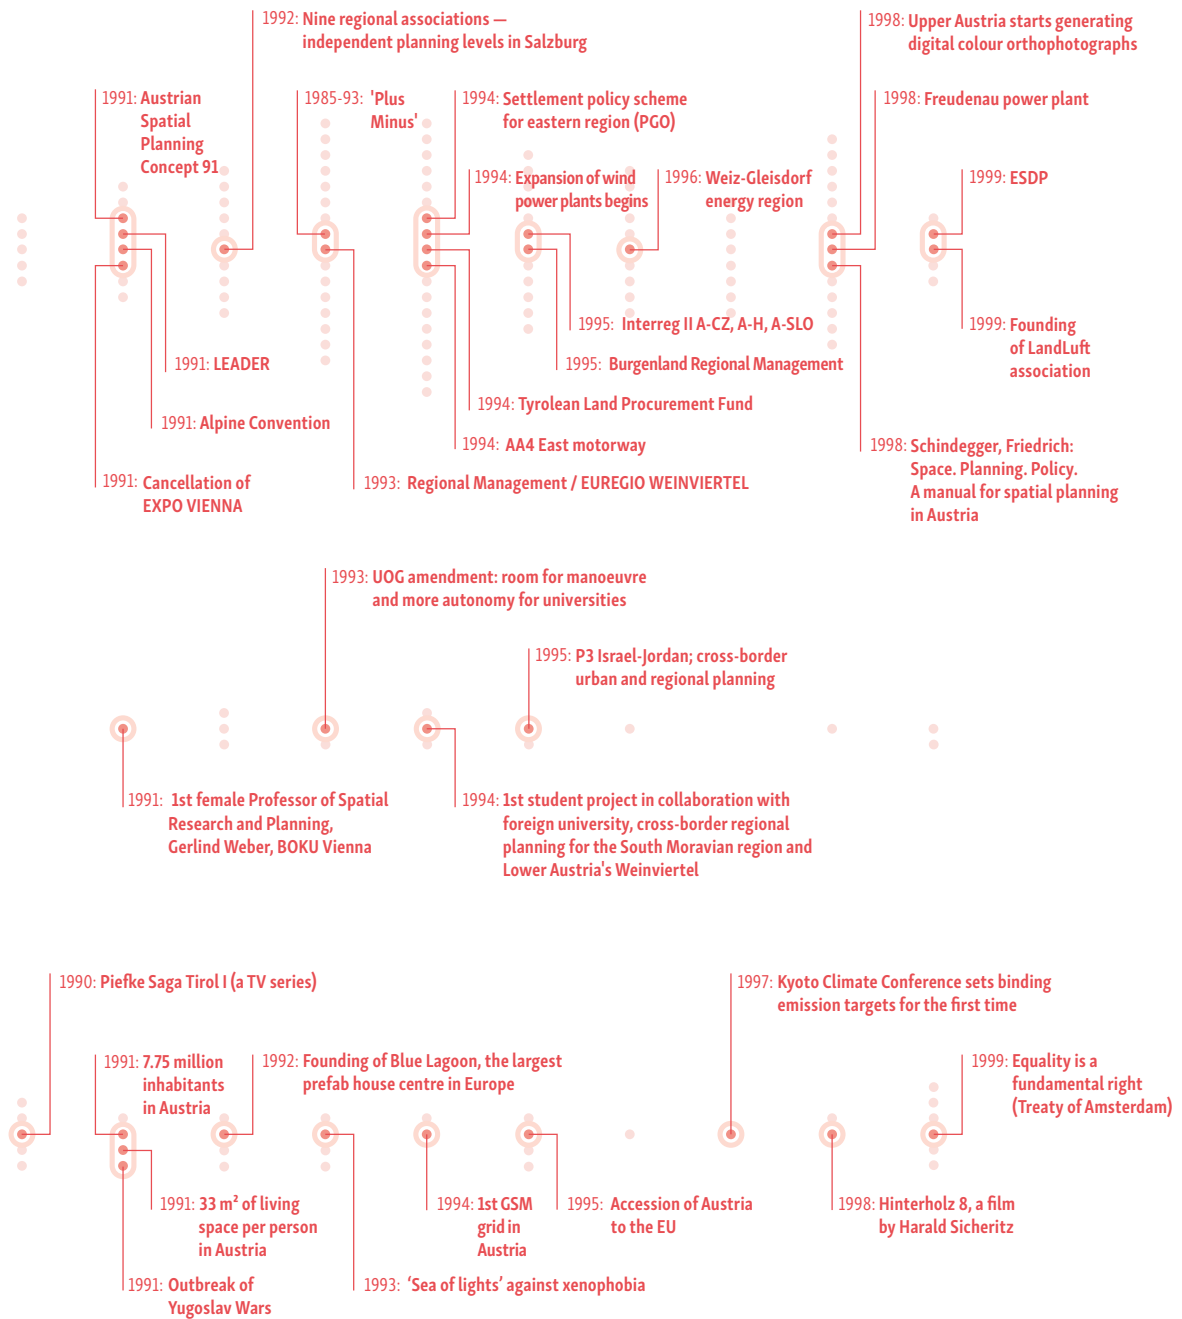 1992: Nine regional associations —
independent planning levels in Salzburg
1998: Upper Austria starts generating
digital colour orthophotographs
1991: Austrian
Spatial
Planning
Concept 91
1985-93: 'Plus
Minus'
1994: Settlement policy scheme
for eastern region (PGO)
1998: Freudenau power plant
1994: Expansion of wind
power plants begins
1996: Weiz-Gleisdorf
energy region
1999: ESDP
1995: Interreg II A-CZ, A-H, A-SLO
1999: Founding
of LandLuft
association
1991: LEADER
1995: Burgenland Regional Management
1994: Tyrolean Land Procurement Fund
1991: Alpine Convention
1994: AA4 East motorway
1998: Schindegger, Friedrich:
Space. Planning. Policy.
A manual for spatial planning
in Austria
1991: Cancellation of
EXPO VIENNA
1993: Regional Management / EUREGIO WEINVIERTEL
1993: UOG amendment: room for manoeuvre
and more autonomy for universities
1995: P3 Israel-Jordan; cross-border
urban and regional planning
1991: 1st female Professor of Spatial
Research and Planning,
Gerlind Weber, BOKU Vienna
1994: 1st student project in collaboration with
foreign university, cross-border regional
planning for the South Moravian region and
Lower Austria's Weinviertel
1990: Piefke Saga Tirol I (a TV series)
1997: Kyoto Climate Conference sets binding
emission targets for the first time
1991: 7.75 million
inhabitants
in Austria
1992: Founding of Blue Lagoon, the largest
prefab house centre in Europe
1999: Equality is a
fundamental right
(Treaty of Amsterdam)
1991: 33 m² of living
space per person
in Austria
1994: 1st GSM
grid in
Austria
1995: Accession of Austria
to the EU
1998: Hinterholz 8, a film
by Harald Sicheritz
1991: Outbreak of
Yugoslav Wars
1993: ‘Sea of lights’ against xenophobia